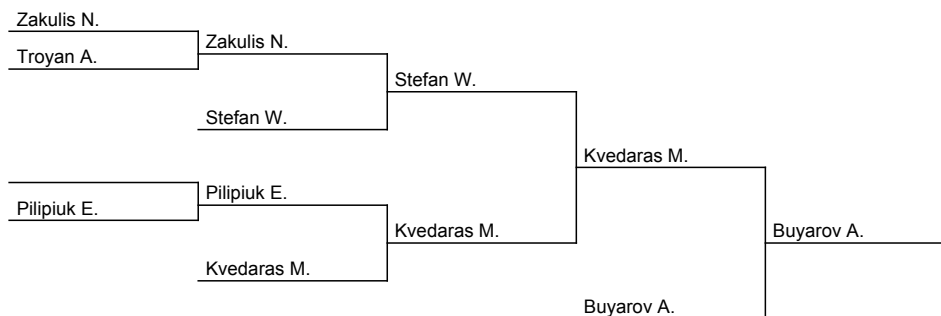 Zakulis N.
Troyan A.
Zakulis N.
Stefan W.
Stefan W.
Pilipiuk E.
Pilipiuk E.
Kvedaras M.
Kvedaras M.
Kvedaras M.
Buyarov A.
Buyarov A.